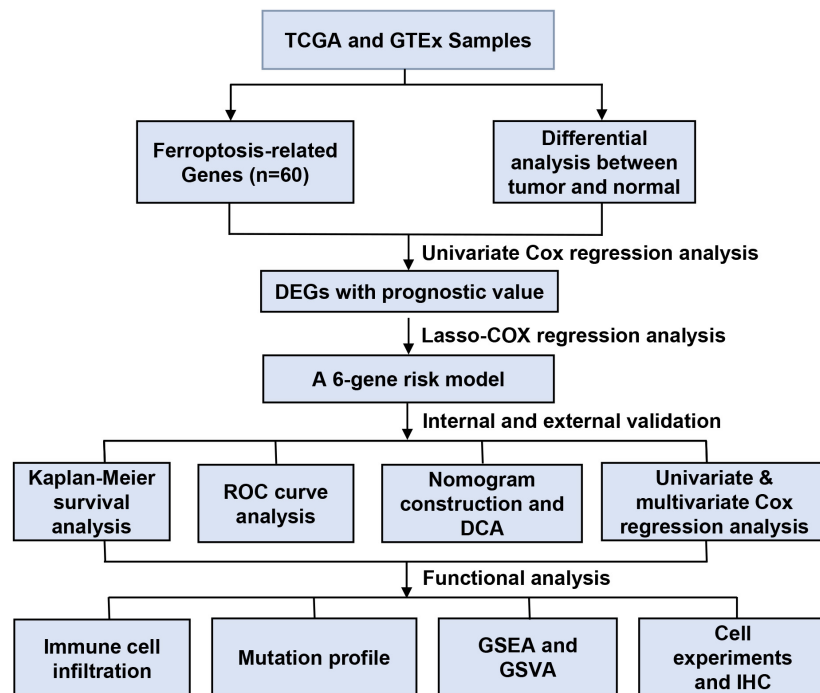 TCGA and GTEx Samples
Ferroptosis-related
Genes (n=60)
Differential
analysis between
tumor and normal
Univariate Cox regression analysis
DEGs with prognostic value
Lasso-COX regression analysis
A 6-gene risk model
Internal and external validation
Kaplan-Meier
survival
analysis
ROC curve
analysis
Nomogram
construction and
DCA
Univariate &
multivariate Cox
regression analysis
Functional analysis
Immune cell
infiltration
Mutation profile
GSEA and
GSVA
Cell
experiments
and IHC